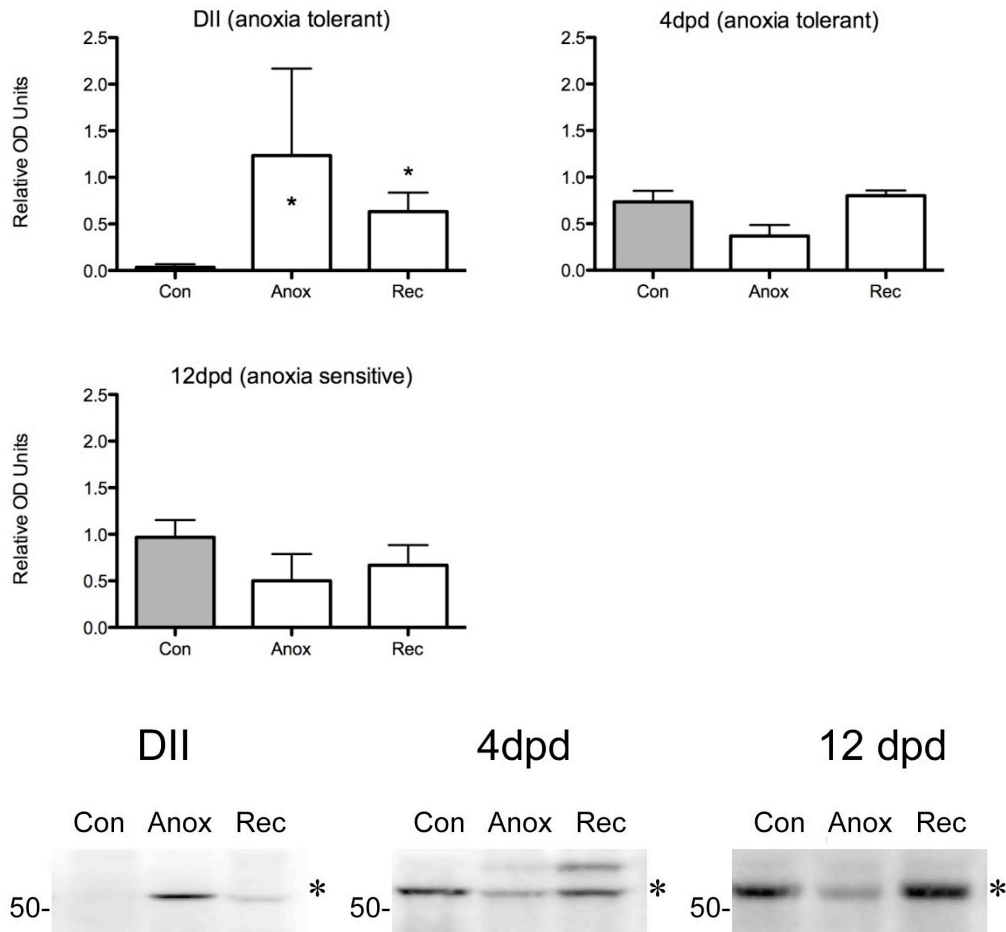 DII (anoxia tolerant)
Relative OD Units
2.5
2.0
1.5
1.0
0.5
0.0
*
*
Con Anox Rec
4dpd (anoxia tolerant)
2.5
2.0
1.5
1.0
0.5
0.0
Con Anox Rec
12dpd (anoxia sensitive)
Relative OD Units
2.5
2.0
1.5
1.0
0.5
0.0
Con Anox Rec
DII
Con Anox Rec
50-
*
4dpd
Con Anox Rec
50-
*
12 dpd
Con Anox Rec
50-
*